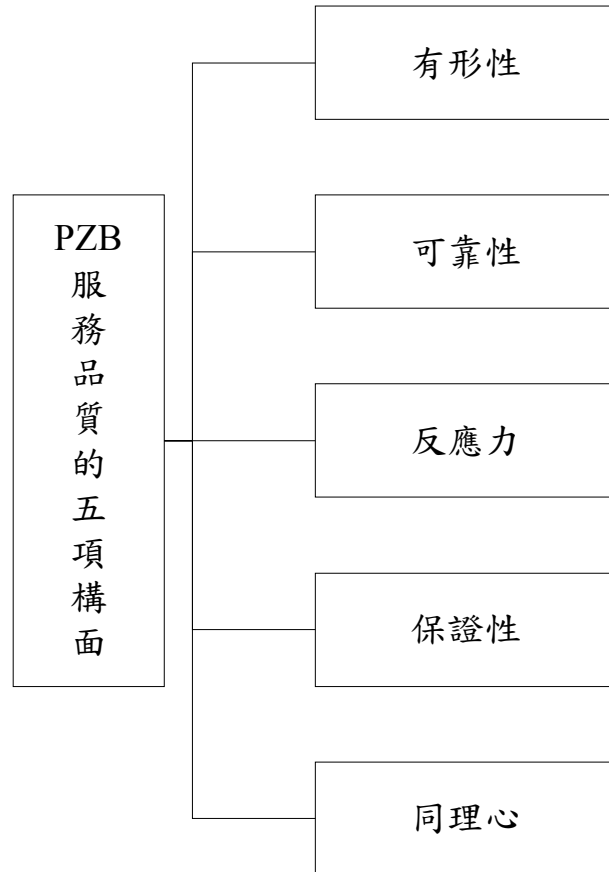 PZB
服
務
品
質
的
五
項
構
面
有形性
可靠性
反應力
保證性
同理心